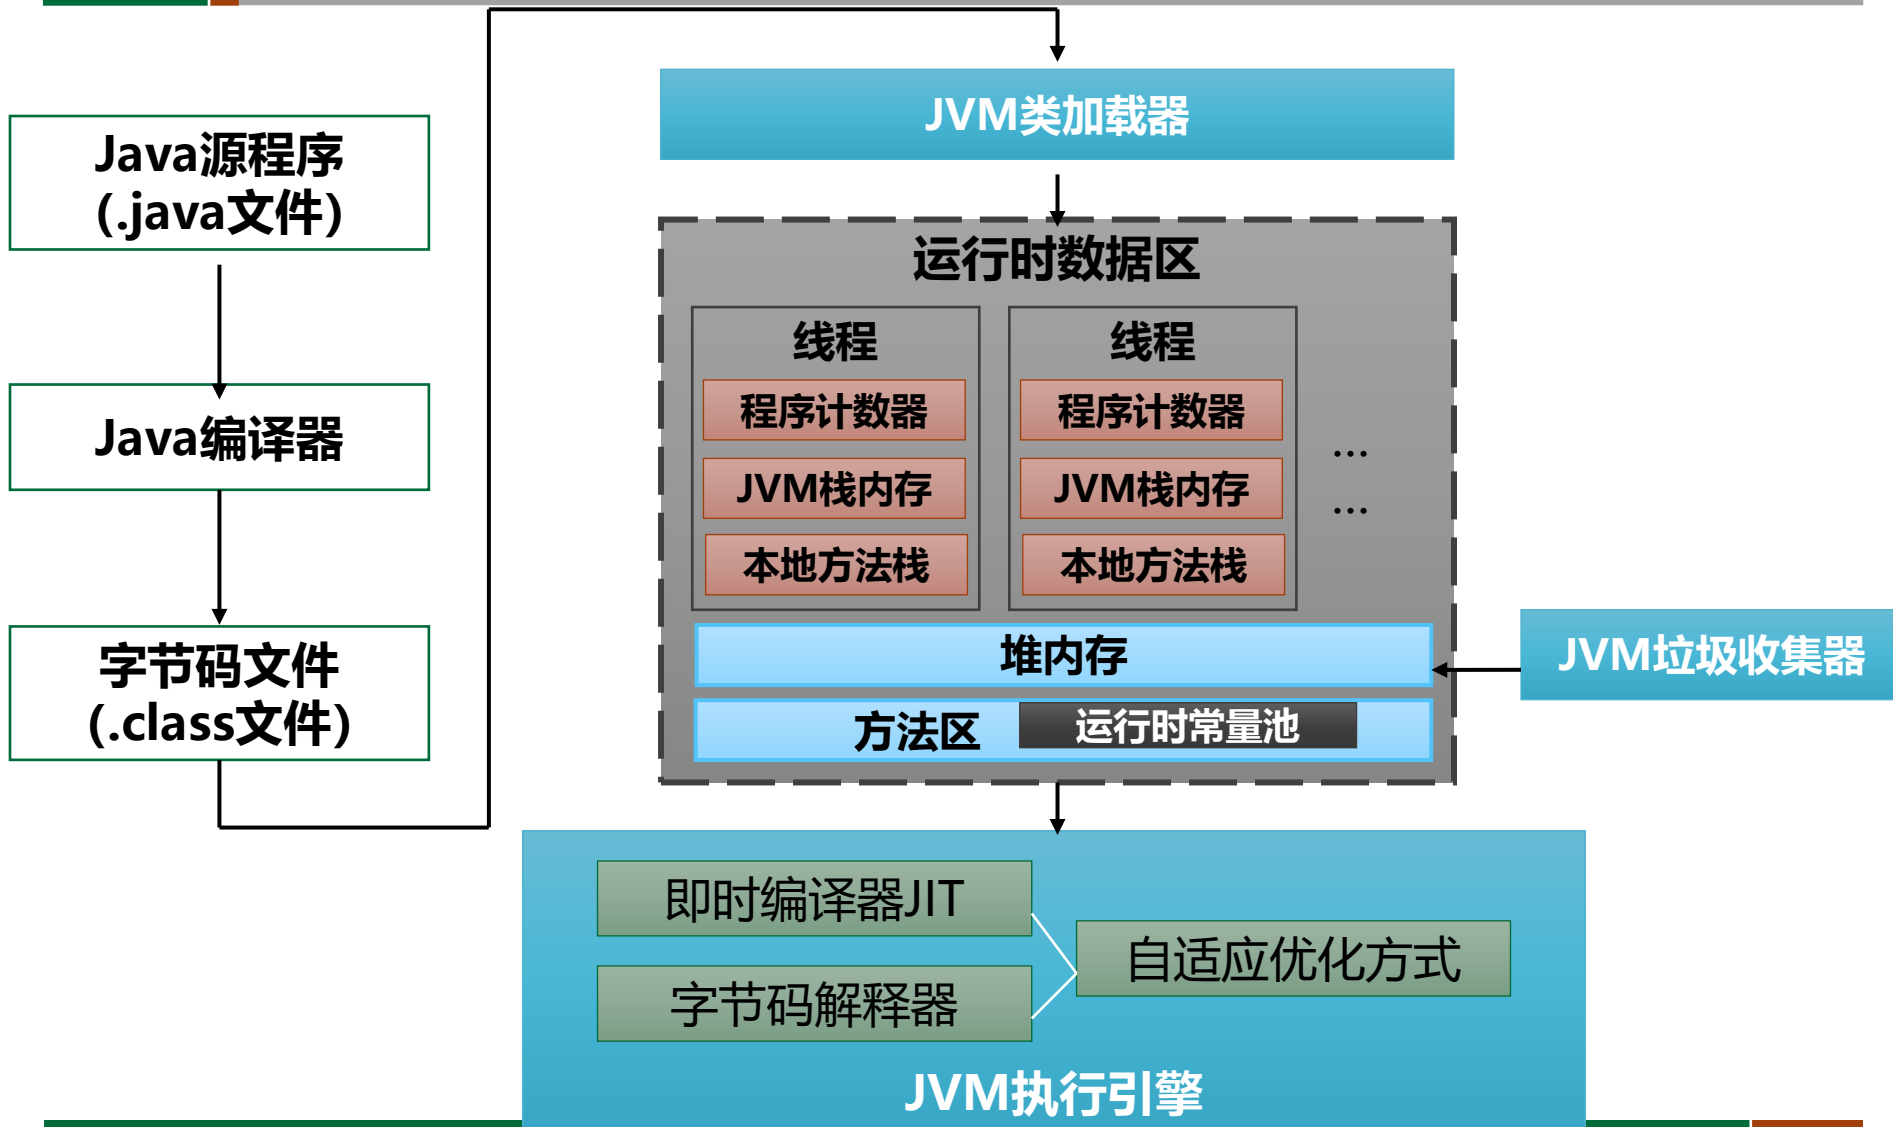 Java源程序
(.java文件)
Java编译器
字节码文件
(.class文件)
JVM类加载器
运行时数据区
线程
程序计数器
JVM栈内存
本地方法栈
线程
程序计数器
JVM栈内存
本地方法栈
...
...
堆内存
方法区
运行时常量池
JVM垃圾收集器
即时编译器JIT
字节码解释器
自适应优化方式
JVM执行引擎